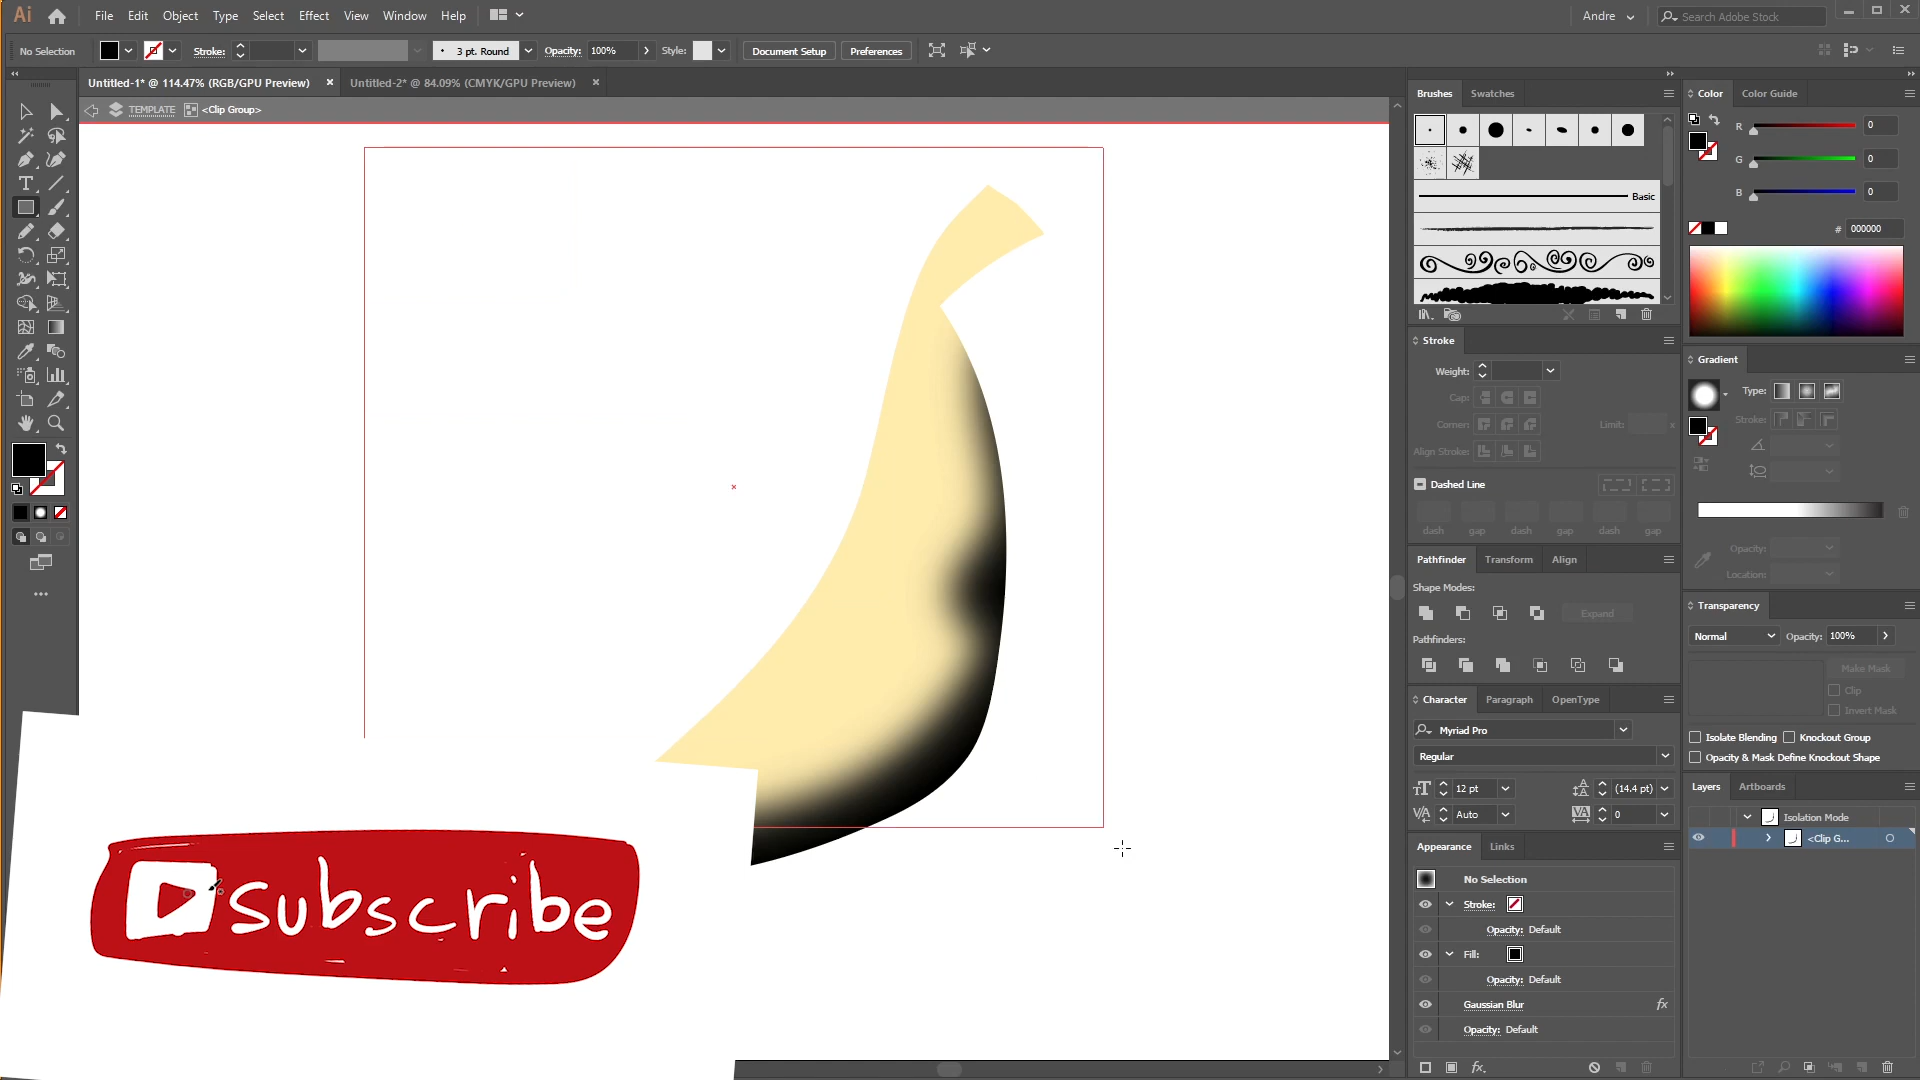 Ai File Edit Object Type Select Effect View Window Help
Andre Search Adobe Stock
No Selection Stroke: 3 pt. Round Opacity: 100% Style: Document Setup Preferences
Untitled-1* @ 114.47% (RGB/GPU Preview) × Untitled-2* @ 84.09% (CMYK/GPU Preview) ×
TEMPLATE <Clip Group>
Brushes Swatches
Basic
Stroke
Weight:
Cap:
Corner: Limit: x
Align Stroke:
Dashed Line
dash gap dash gap dash gap
Pathfinder Transform Align
Shape Modes:
Expand
Pathfinders:
Character Paragraph OpenType
Myriad Pro
Regular
12 pt (14.4 pt)
Auto 0
Appearance Links
No Selection
Stroke:
Opacity: Default
Fill:
Opacity: Default
Gaussian Blur fx
Opacity: Default
fx.
Color Color Guide
R 0
G 0
B 0
# 000000
Gradient
Type:
Stroke:
Opacity:
Location:
Transparency
Normal Opacity: 100%
Make Mask
Clip
Invert Mask
Isolate Blending Knockout Group
Opacity & Mask Define Knockout Shape
Layers Artboards
Isolation Mode
<Clip G...
Subscribe